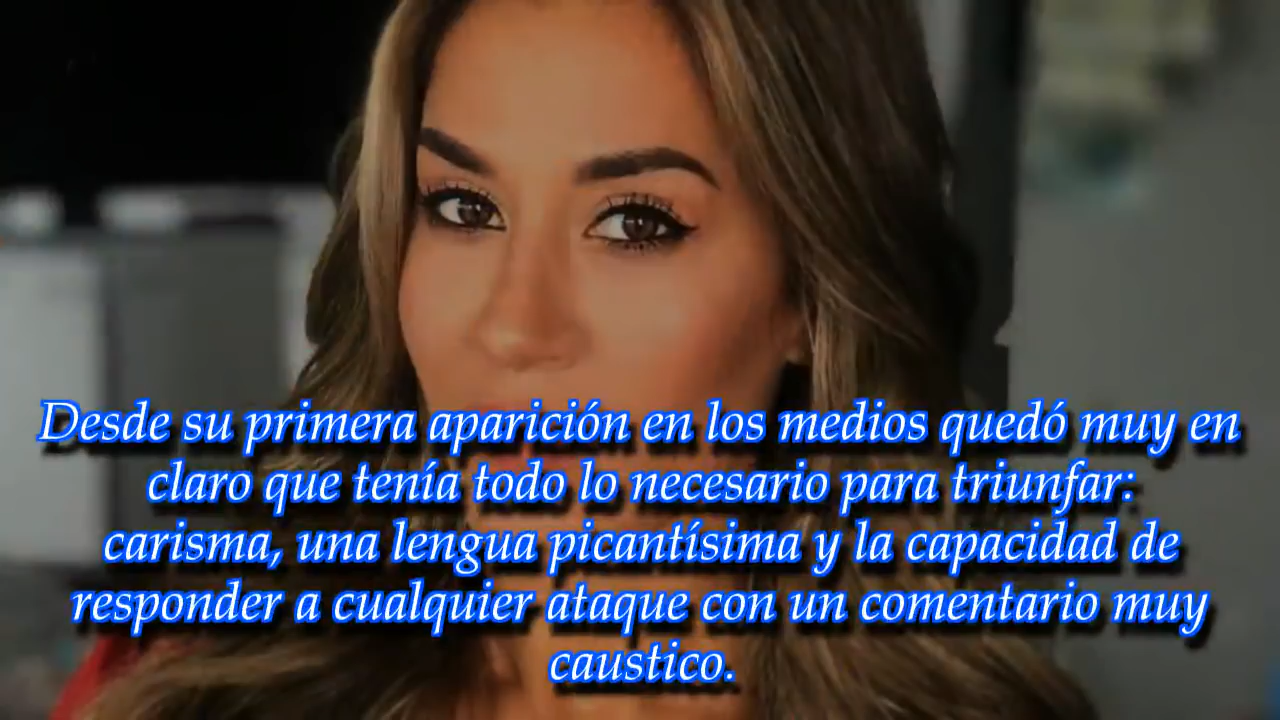 Desde su primera aparición en los medios quedó muy en
claro que tenía todo lo necesario para triunfar:
carisma, una lengua picantísima y la capacidad de
responder a cualquier ataque con un comentario muy
caustico.